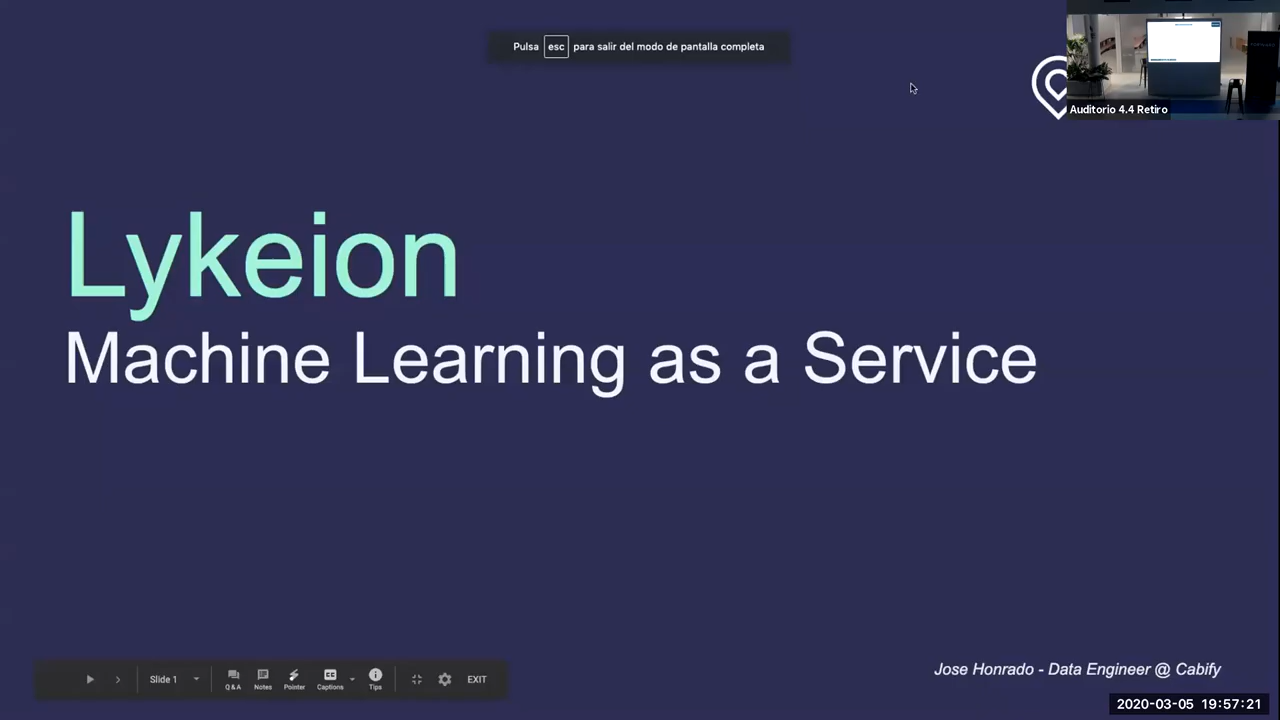 Pulsa esc para salir del modo de pantalla completa
Auditorio 4.4 Retiro
Lykeion
Machine Learning as a Service
Jose Honrado - Data Engineer @ Cabify
Slide 1
Q&A
Notes
Pointer
Captions
Tips
EXIT
2020-03-05 19:57:21